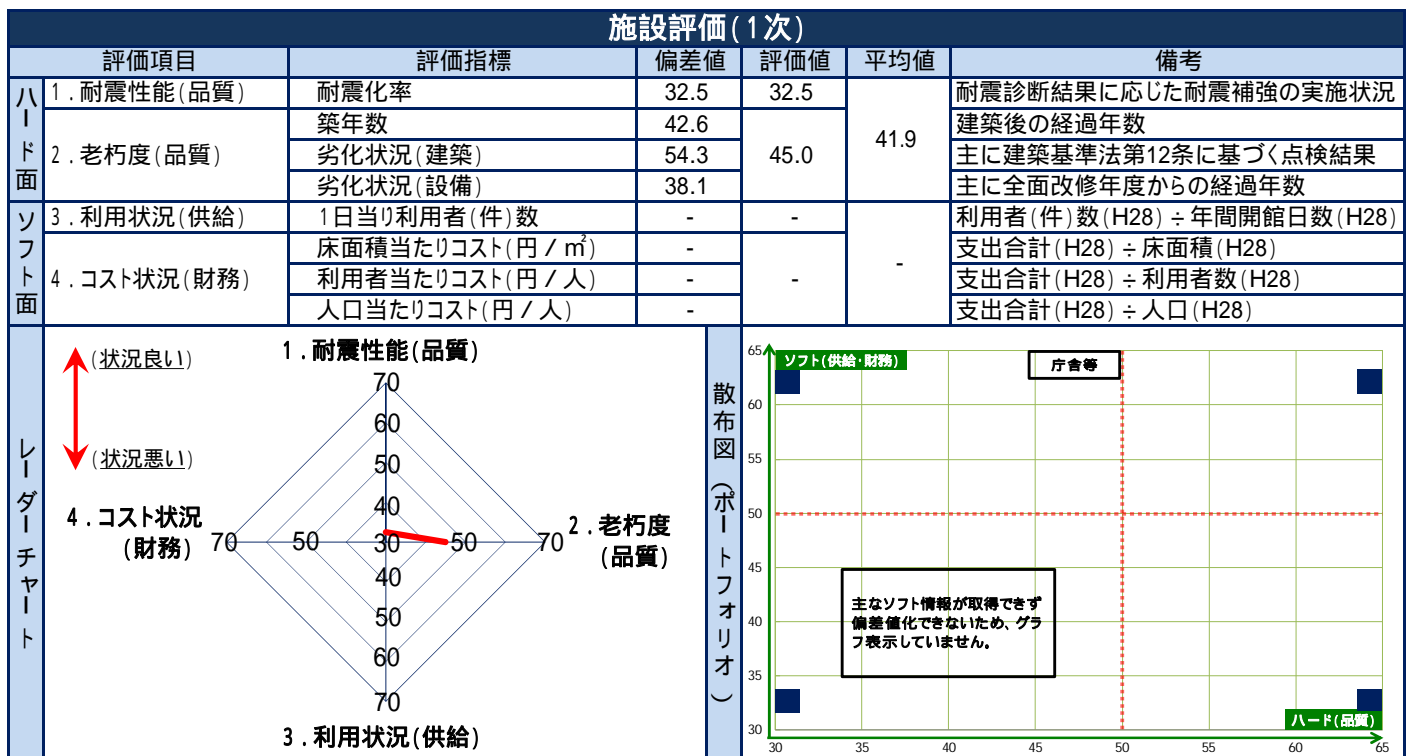 施設評価(1次)
評価項目 評価指標 偏差値 評価値 平均値 備考
ハード面
1．耐震性能(品質) 耐震化率 32.5 32.5 41.9 耐震診断結果に応じた耐震補強の実施状況
2．老朽度(品質) 築年数 42.6 45.0 建築後の経過年数
劣化状況(建築) 54.3 主に建築基準法第12条に基づく点検結果
劣化状況(設備) 38.1 主に全面改修年度からの経過年数
ソフト面
3．利用状況(供給) 1日当り利用者(件)数 - - - 利用者(件)数(H28)÷年間開館日数(H28)
4．コスト状況(財務) 床面積当たりコスト(円／㎡) - - 支出合計(H28)÷床面積(H28)
利用者当たりコスト(円／人) - 支出合計(H28)÷利用者数(H28)
人口当たりコスト(円／人) - 支出合計(H28)÷人口(H28)
レーダーチャート
(状況良い)
(状況悪い)
1．耐震性能(品質)
70
60
50
40
4．コスト状況
(財務)
70 50 30 50 70
2．老朽度
(品質)
40
50
60
70
3．利用状況(供給)
散布図(ポートフォリオ)
ソフト(供給・財務)
庁舎等
65
60
55
50
45
40
35
30
主なソフト情報が取得できず
偏差値化できないため、グラ
フ表示していません。
ハード(品質)
30 35 40 45 50 55 60 65